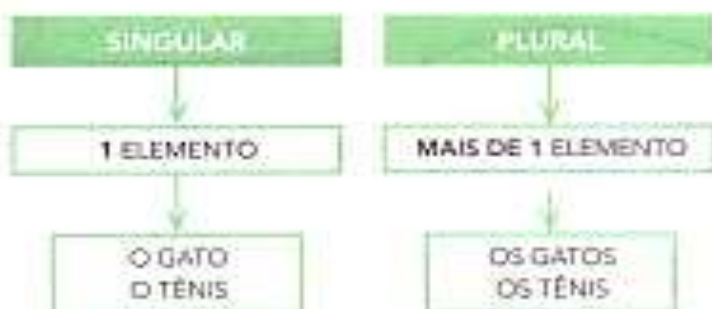 SINGULAR
PLURAL
1 ELEMENTO
MAIS DE 1 ELEMENTO
O GATO
O TÊNIS
OS GATOS
OS TÊNIS